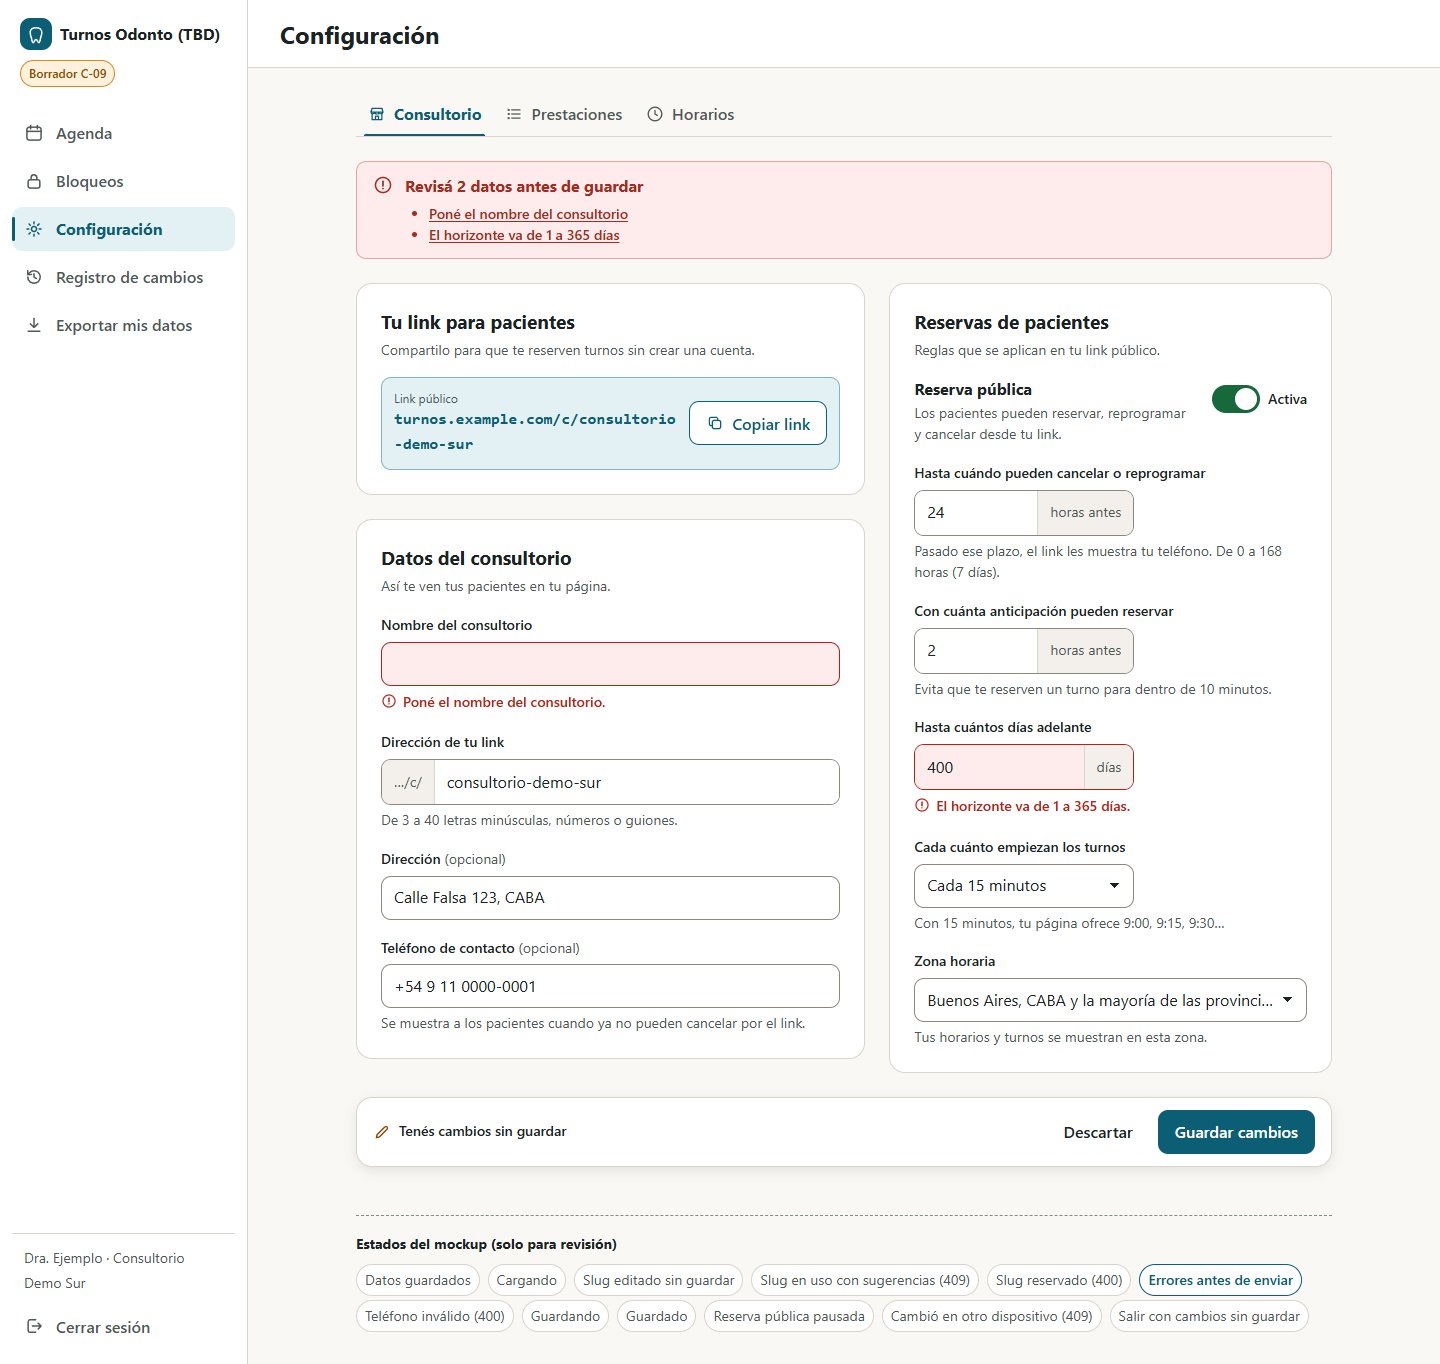 Turnos Odonto (TBD)
Borrador C-09
Agenda
Bloqueos
Configuración
Registro de cambios
Exportar mis datos
Dra. Ejemplo · Consultorio
Demo Sur
Cerrar sesión
Configuración
Consultorio
Prestaciones
Horarios
Revisá 2 datos antes de guardar
Poné el nombre del consultorio
El horizonte va de 1 a 365 días
Tu link para pacientes
Compartilo para que te reserven turnos sin crear una cuenta.
Link público
turnos.example.com/c/consultorio
-demo-sur
Copiar link
Datos del consultorio
Así te ven tus pacientes en tu página.
Nombre del consultorio
Poné el nombre del consultorio.
Dirección de tu link
.../c/ consultorio-demo-sur
De 3 a 40 letras minúsculas, números o guiones.
Dirección (opcional)
Calle Falsa 123, CABA
Teléfono de contacto (opcional)
+54 9 11 0000-0001
Se muestra a los pacientes cuando ya no pueden cancelar por el link.
Reservas de pacientes
Reglas que se aplican en tu link público.
Reserva pública
Los pacientes pueden reservar, reprogramar
y cancelar desde tu link.
Activa
Hasta cuándo pueden cancelar o reprogramar
24 horas antes
Pasado ese plazo, el link les muestra tu teléfono. De 0 a 168
horas (7 días).
Con cuánta anticipación pueden reservar
2 horas antes
Evita que te reserven un turno para dentro de 10 minutos.
Hasta cuántos días adelante
400 días
El horizonte va de 1 a 365 días.
Cada cuánto empiezan los turnos
Cada 15 minutos
Con 15 minutos, tu página ofrece 9:00, 9:15, 9:30...
Zona horaria
Buenos Aires, CABA y la mayoría de las provinci...
Tus horarios y turnos se muestran en esta zona.
Tenés cambios sin guardar
Descartar
Guardar cambios
Estados del mockup (solo para revisión)
Datos guardados
Cargando
Slug editado sin guardar
Slug en uso con sugerencias (409)
Slug reservado (400)
Errores antes de enviar
Teléfono inválido (400)
Guardando
Guardado
Reserva pública pausada
Cambió en otro dispositivo (409)
Salir con cambios sin guardar